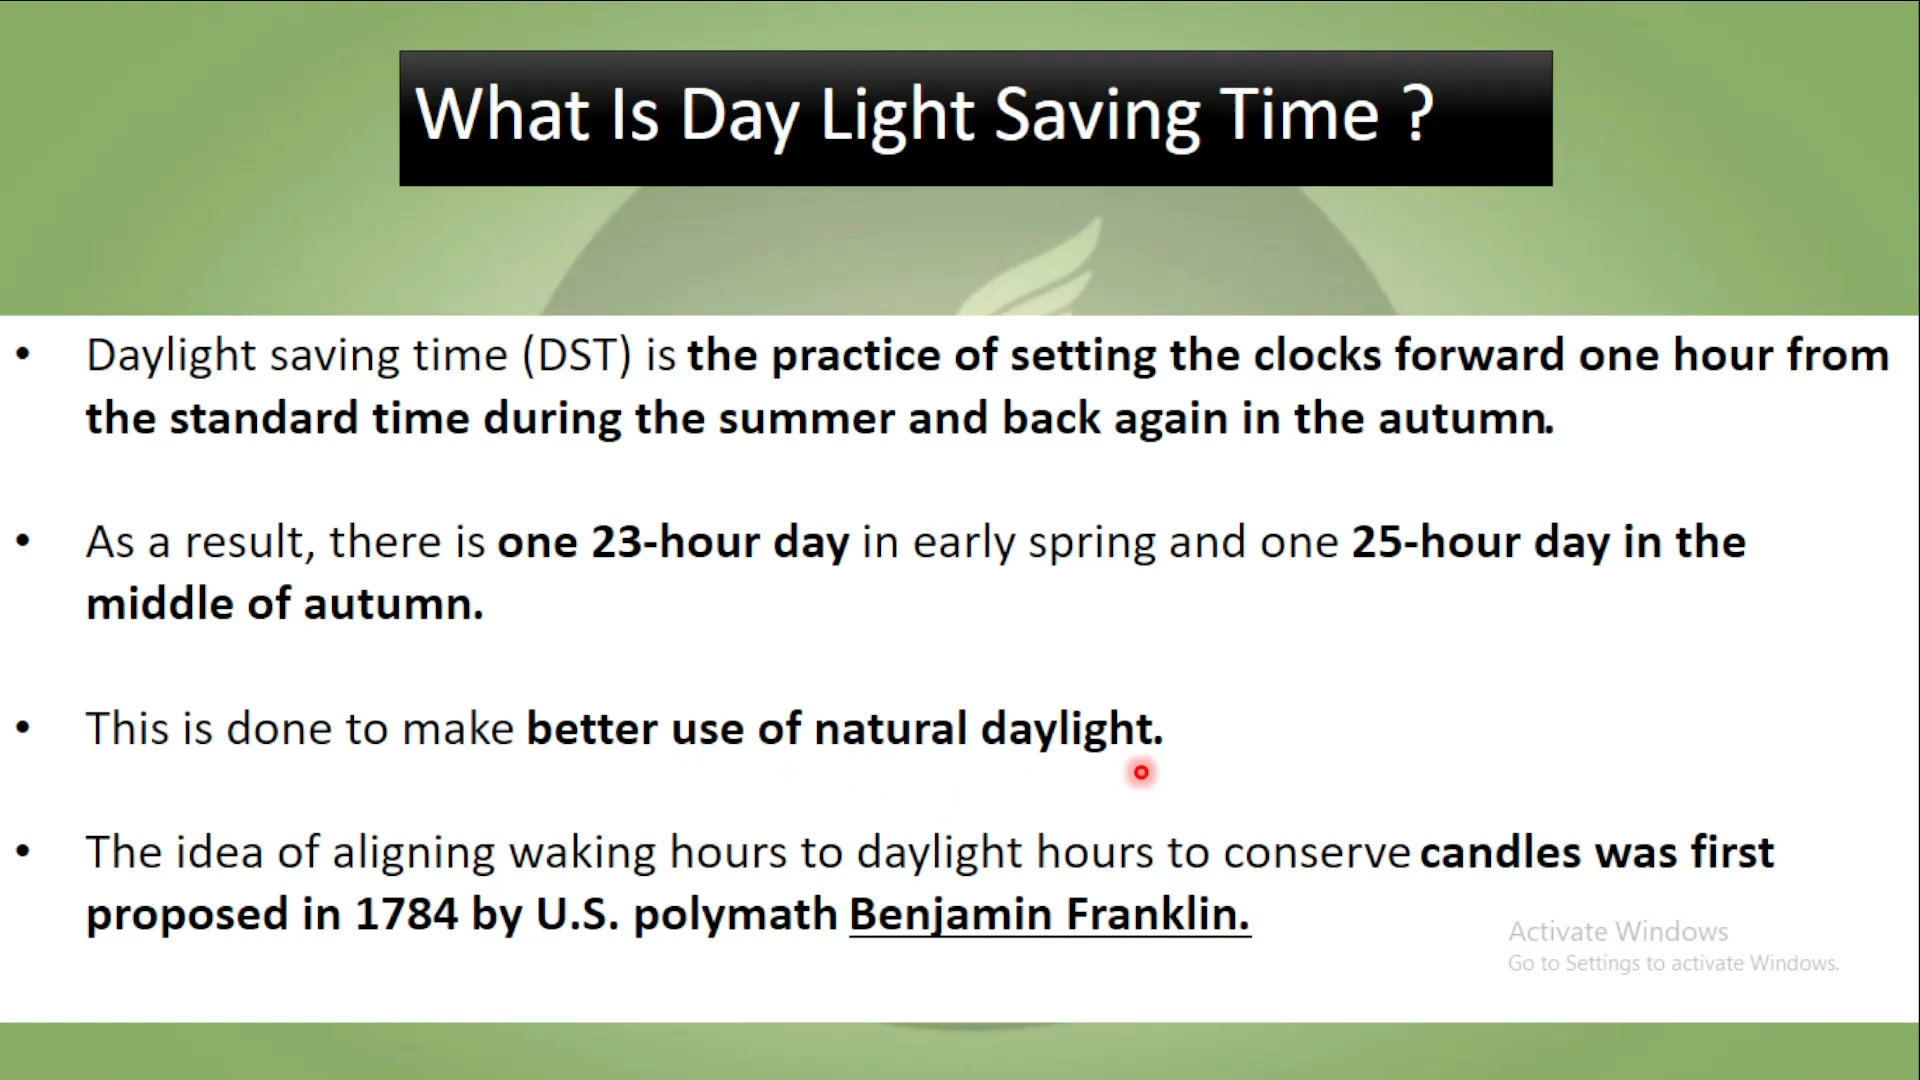 What Is Day Light Saving Time ?
• Daylight saving time (DST) is the practice of setting the clocks forward one hour from
the standard time during the summer and back again in the autumn.
• As a result, there is one 23-hour day in early spring and one 25-hour day in the
middle of autumn.
• This is done to make better use of natural daylight.
• The idea of aligning waking hours to daylight hours to conserve candles was first
proposed in 1784 by U.S. polymath Benjamin Franklin.
Activate Windows
Go to Settings to activate Windows.